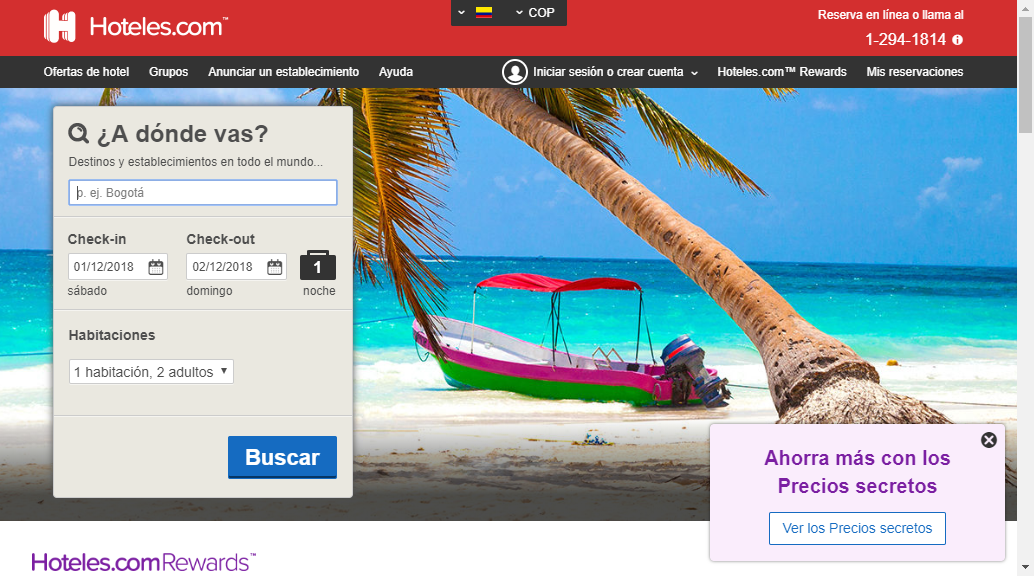 Hoteles.com™
COP
Reserva en línea o llama al
1-294-1814
Ofertas de hotel
Grupos
Anunciar un establecimiento
Ayuda
Iniciar sesión o crear cuenta
Hoteles.com™ Rewards
Mis reservaciones
¿A dónde vas?
Destinos y establecimientos en todo el mundo...
p. ej. Bogotá
Check-in
Check-out
01/12/2018
02/12/2018
1
sábado
domingo
noche
Habitaciones
1 habitación, 2 adultos
Buscar
Ahorra más con los
Precios secretos
Ver los Precios secretos
Hoteles.com Rewards™